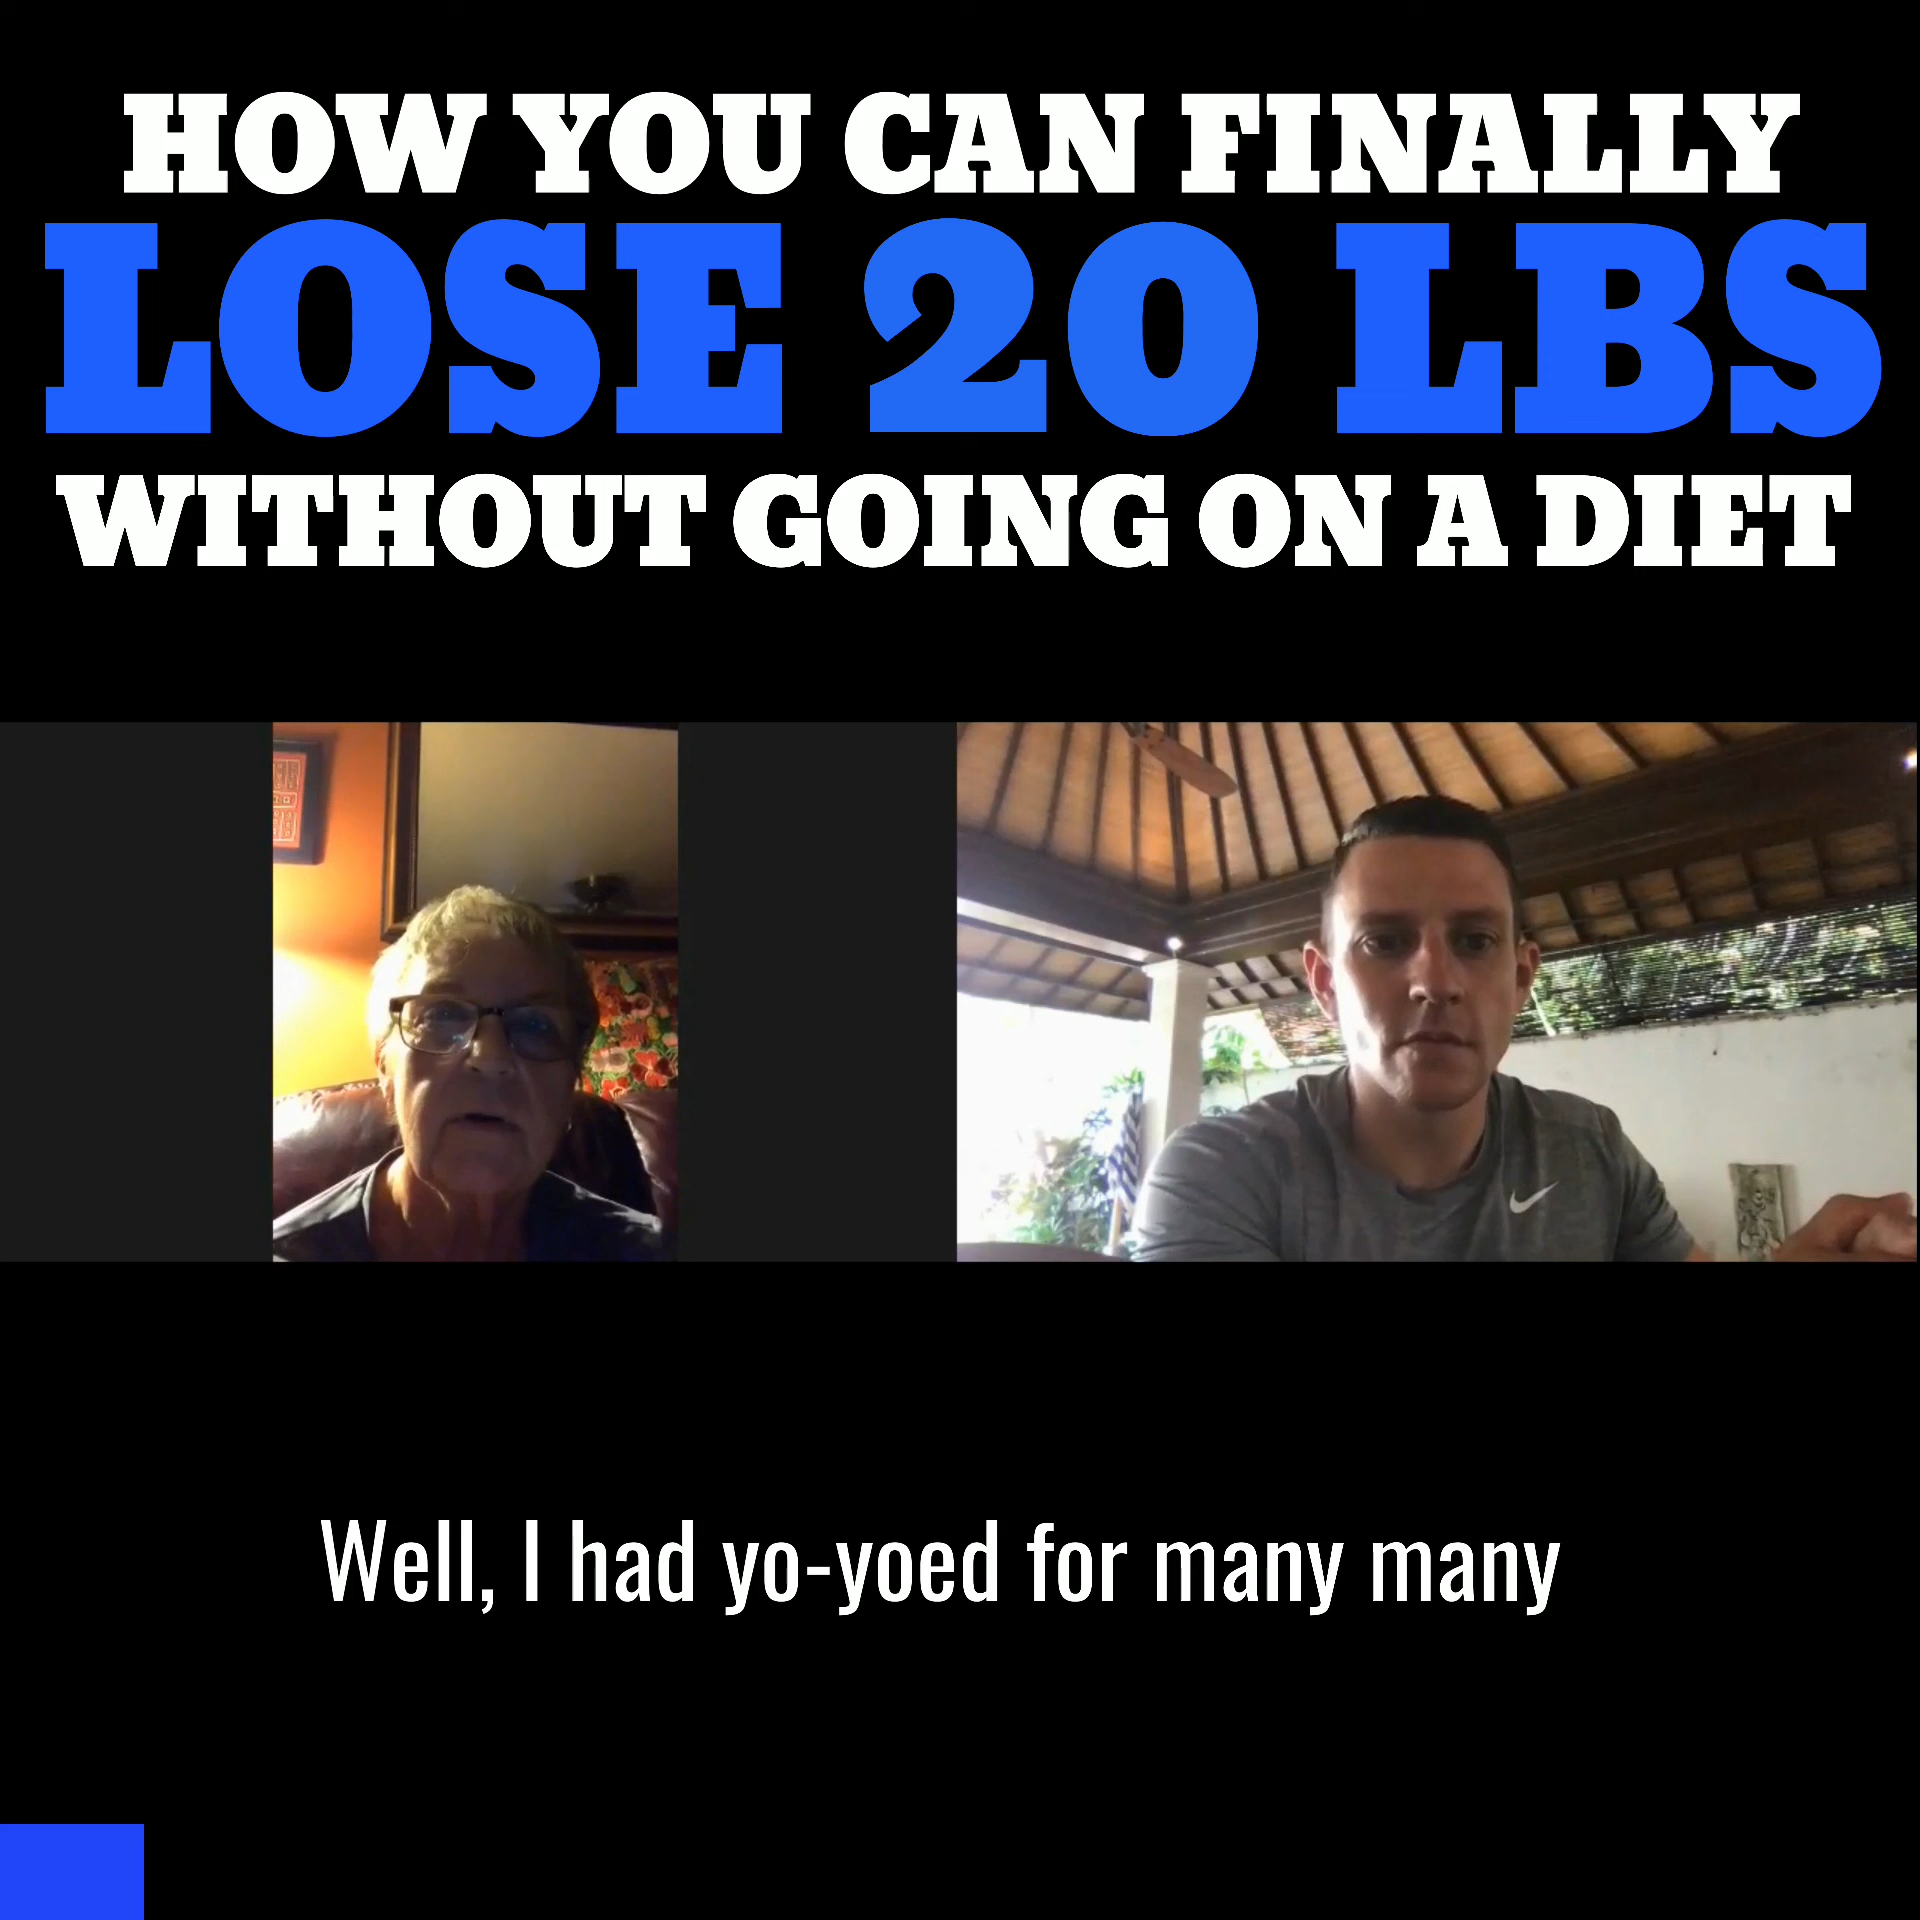 HOW YOU CAN FINALLY
LOSE 20 LBS
WITHOUT GOING ON A DIET
Well, I had yo-yoed for many many